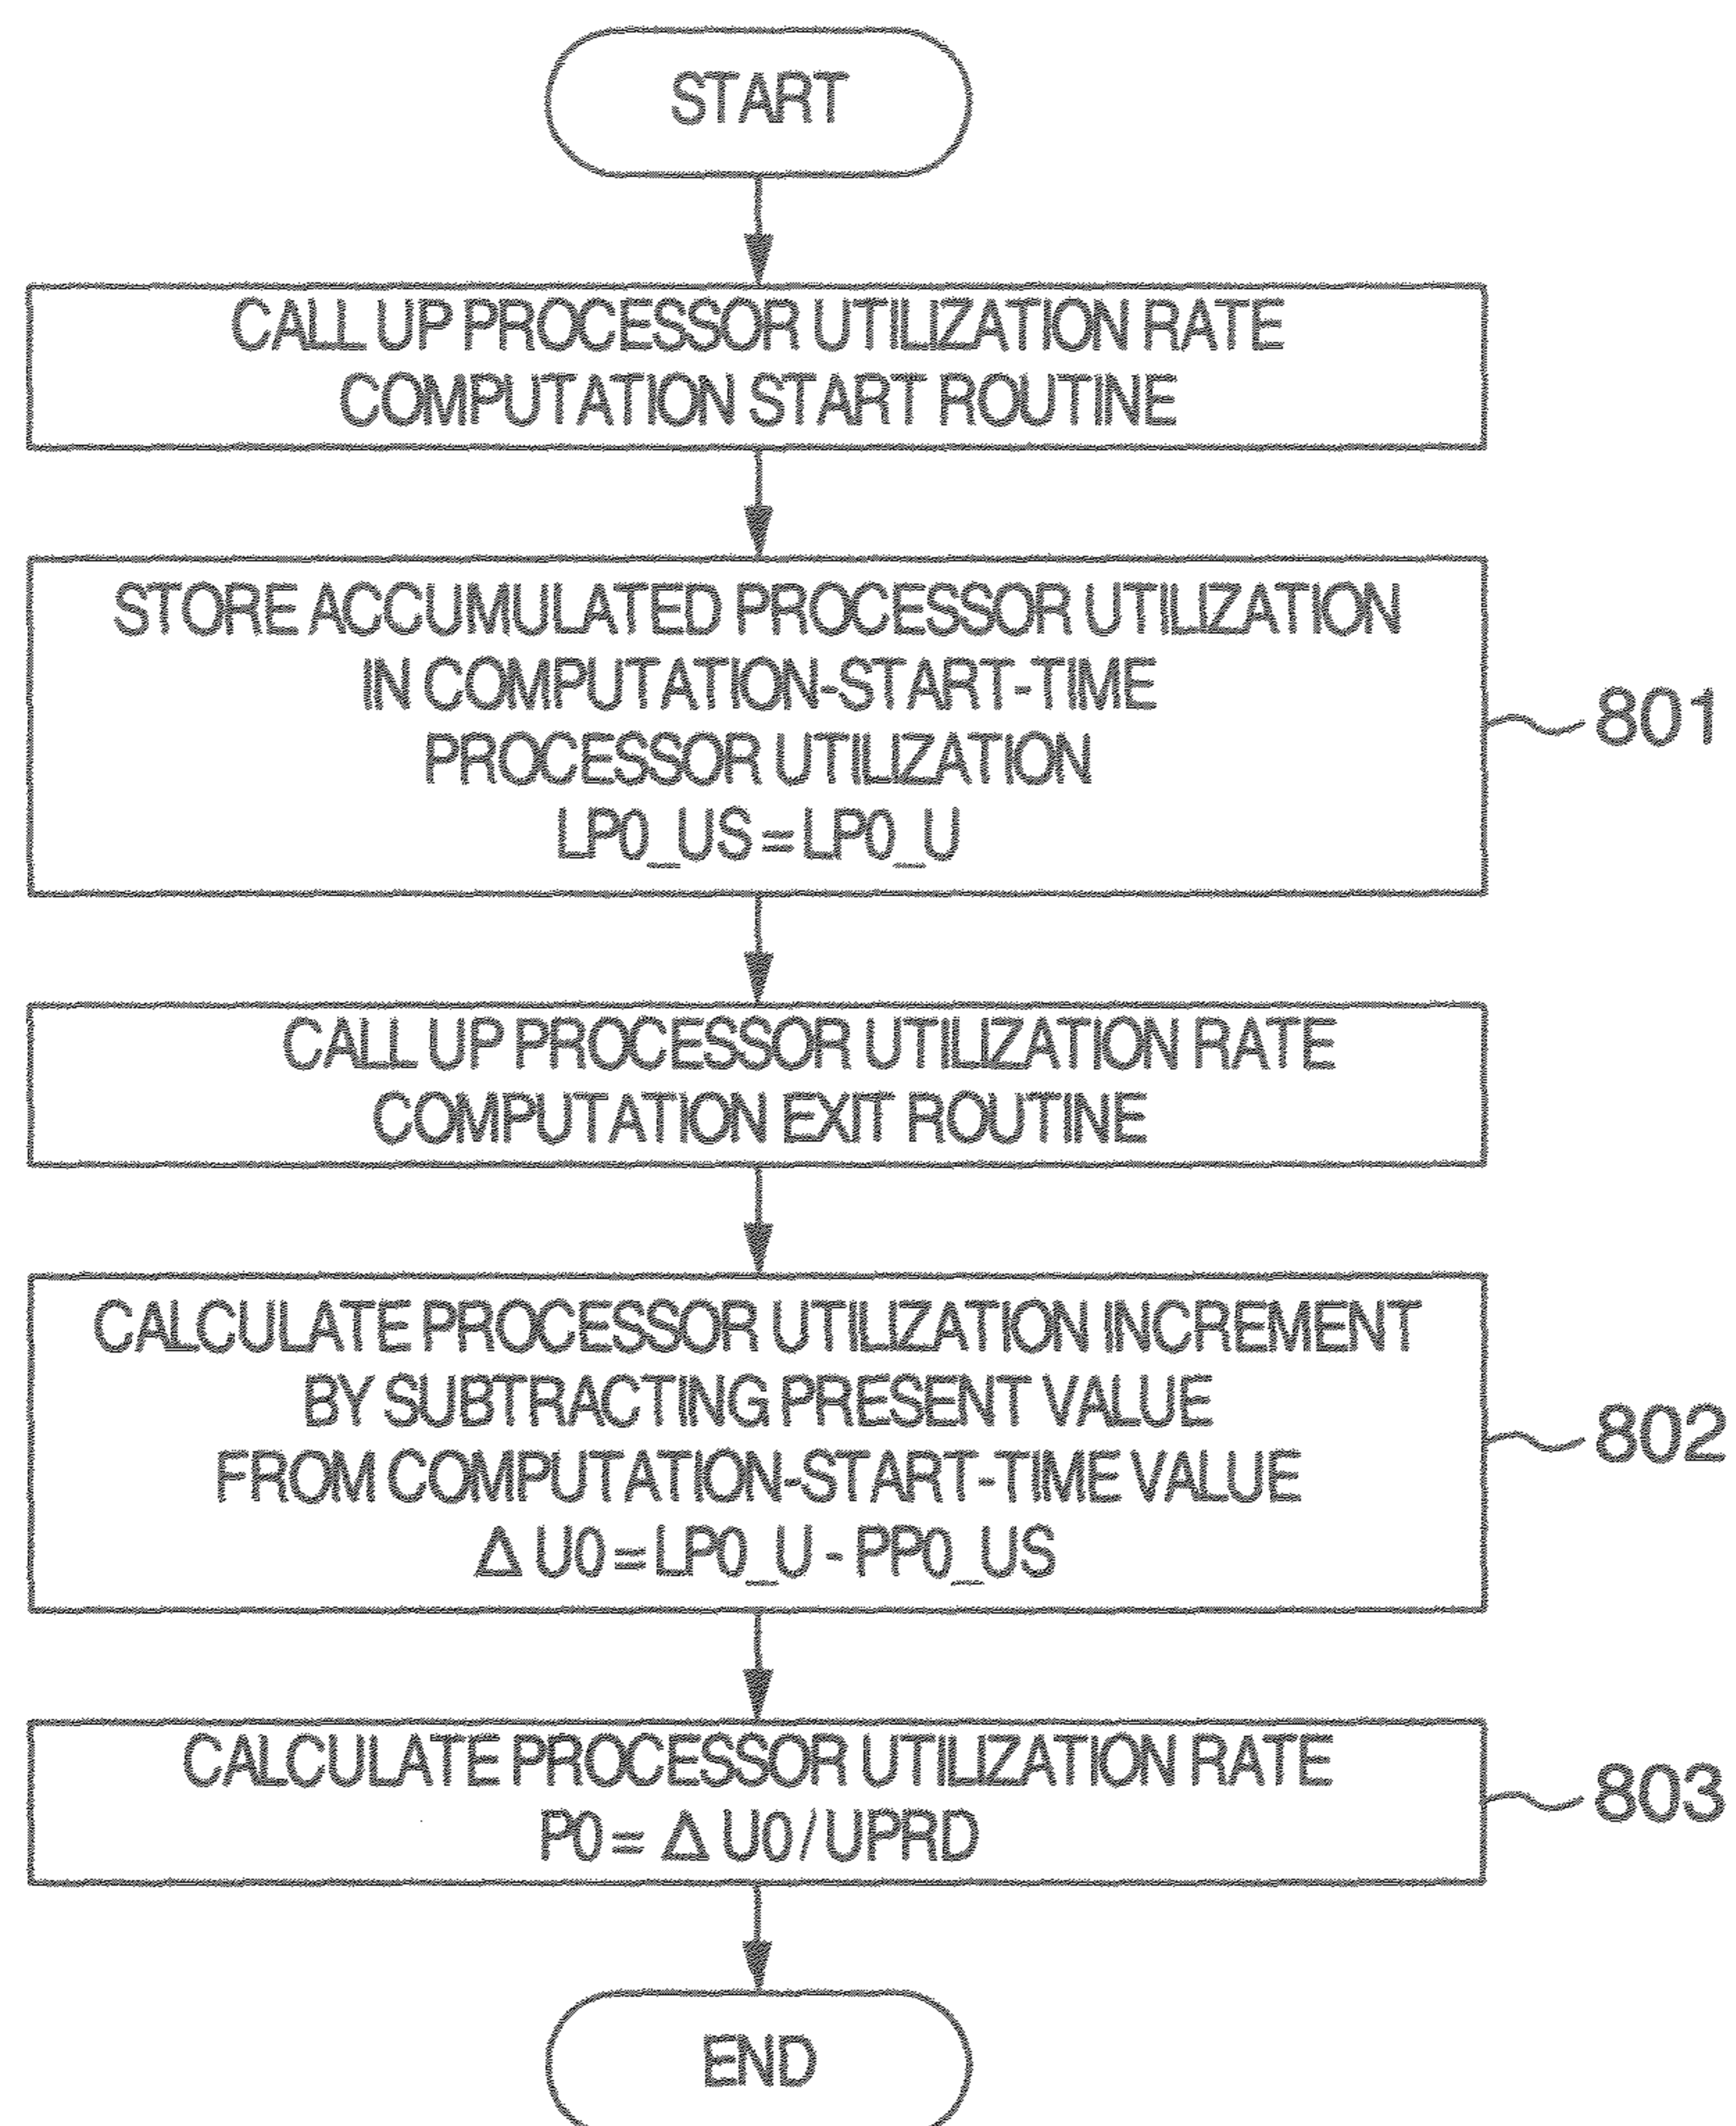 START
CALL UP PROCESSOR UTILIZATION RATE
COMPUTATION START ROUTINE
STORE ACCUMULATED PROCESSOR UTILIZATION
IN COMPUTATION-START-TIME
PROCESSOR UTILIZATION
LP0_US = LP0_U
801
CALL UP PROCESSOR UTILIZATION RATE
COMPUTATION EXIT ROUTINE
CALCULATE PROCESSOR UTILIZATION INCREMENT
BY SUBTRACTING PRESENT VALUE
FROM COMPUTATION-START-TIME VALUE
Δ U0 = LP0_U - PP0_US
802
CALCULATE PROCESSOR UTILIZATION RATE
P0 = Δ U0 / UPRD
803
END